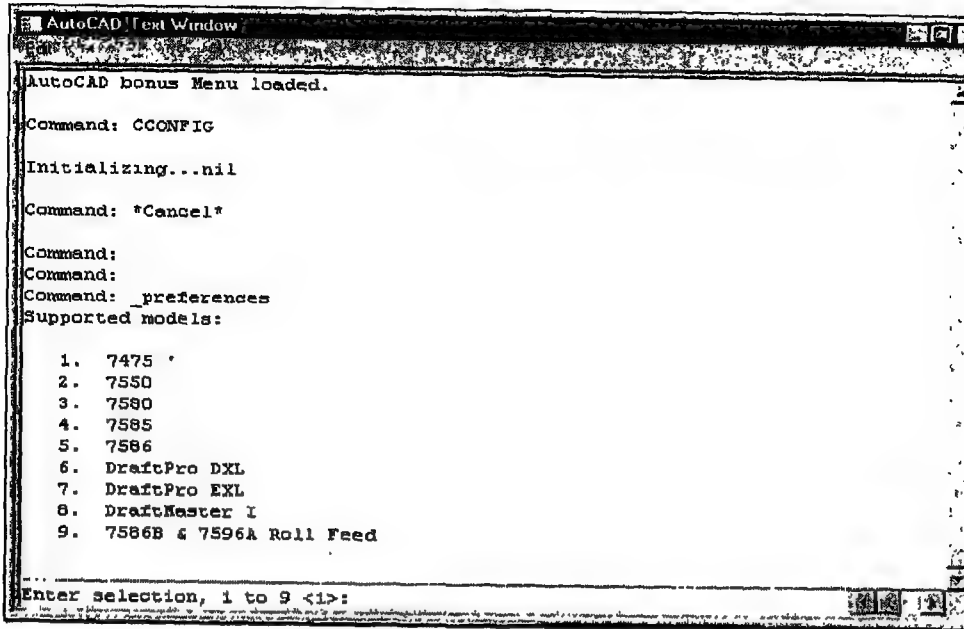 AutoCAD Text Window
Edit
AutoCAD bonus Menu loaded.
Command: CCONFIG
Initializing...nil
Command: *Cancel*
Command:
Command:
Command: _preferences
Supported models:
1. 7475
2. 7550
3. 7580
4. 7585
5. 7586
6. DraftPro DXL
7. DraftPro EXL
8. DraftMaster I
9. 7586B & 7596A Roll Feed
Enter selection, 1 to 9 <1>: